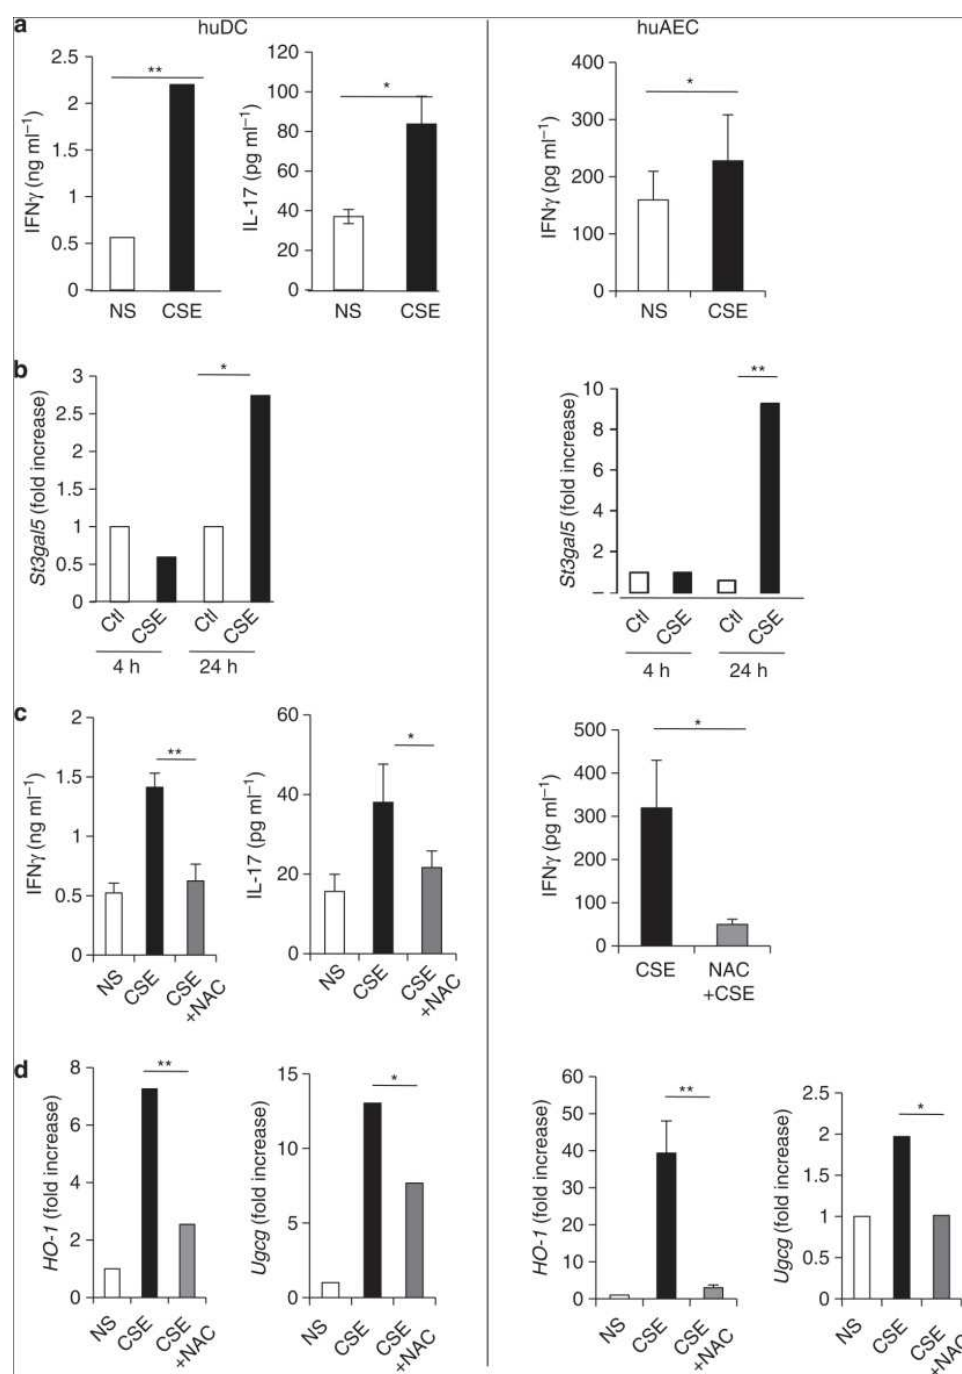 a
huDC
huAEC
IFNγ (ng ml⁻¹)
2.5
2
1.5
1
0.5
0
**
NS CSE
IL-17 (pg ml⁻¹)
120
100
80
60
40
20
0
*
NS CSE
IFNγ (pg ml⁻¹)
400
300
200
100
0
*
NS CSE
b
St3gal5 (fold increase)
3
2.5
2
1.5
1
0.5
0
*
Ctl CSE Ctl CSE
4 h 24 h
St3gal5 (fold increase)
10
8
6
4
2
**
Ctl CSE Ctl CSE
4 h 24 h
c
IFNγ (ng ml⁻¹)
2
1.5
1
0.5
0
**
NS CSE CSE
+NAC
IL-17 (pg ml⁻¹)
60
40
20
0
*
NS CSE CSE
+NAC
IFNγ (pg ml⁻¹)
500
400
300
200
100
0
*
CSE NAC
+CSE
d
HO-1 (fold increase)
8
6
4
2
0
**
NS CSE CSE
+NAC
Ugcg (fold increase)
15
10
5
0
*
NS CSE CSE
+NAC
HO-1 (fold increase)
60
50
40
30
20
10
0
**
NS CSE CSE
+NAC
Ugcg (fold increase)
2.5
2
1.5
1
0.5
0
*
NS CSE CSE
+NAC